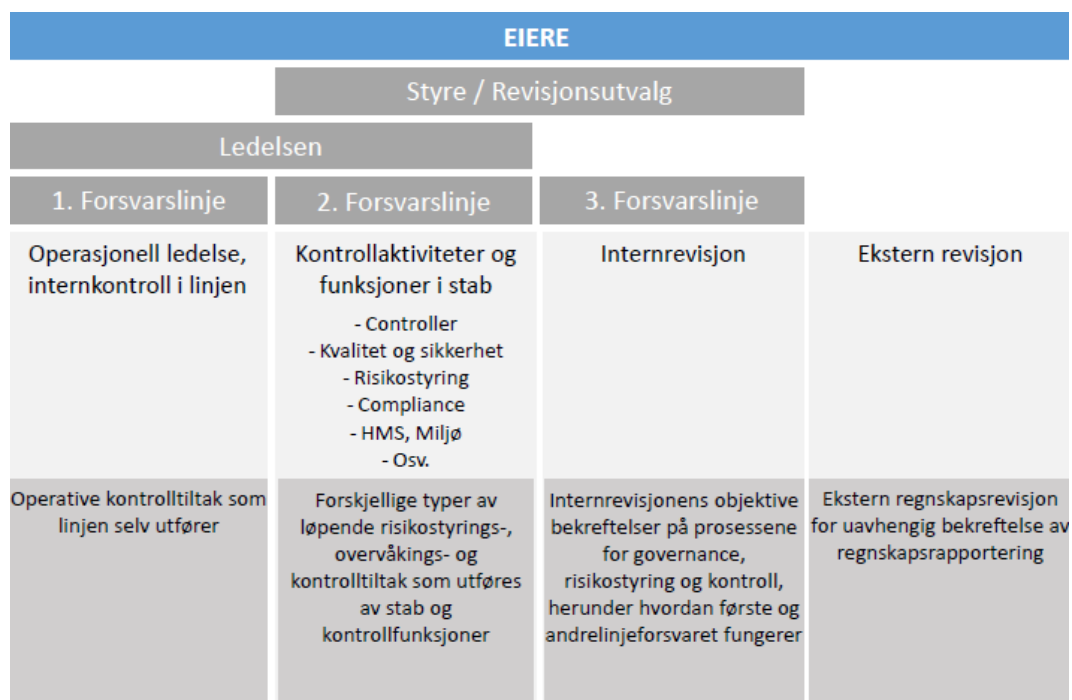 EIERE
Styre / Revisjonsutvalg
Ledelsen
1. Forsvarslinje
2. Forsvarslinje
3. Forsvarslinje
Operasjonell ledelse,
internkontroll i linjen
Kontrollaktiviteter og
funksjoner i stab
- Controller
- Kvalitet og sikkerhet
- Risikostyring
- Compliance
- HMS, Miljø
- Osv.
Internrevisjon
Ekstern revisjon
Operative kontrolltiltak som
linjen selv utfører
Forskjellige typer av
løpende risikostyrings-,
overvåkings- og
kontrolltiltak som utføres
av stab og
kontrollfunksjoner
Internrevisjonens objektive
bekreftelser på prosessene
for governance,
risikostyring og kontroll,
herunder hvordan første og
andrelinjeforsvaret fungerer
Ekstern regnskapsrevisjon
for uavhengig bekreftelse av
regnskapsrapportering